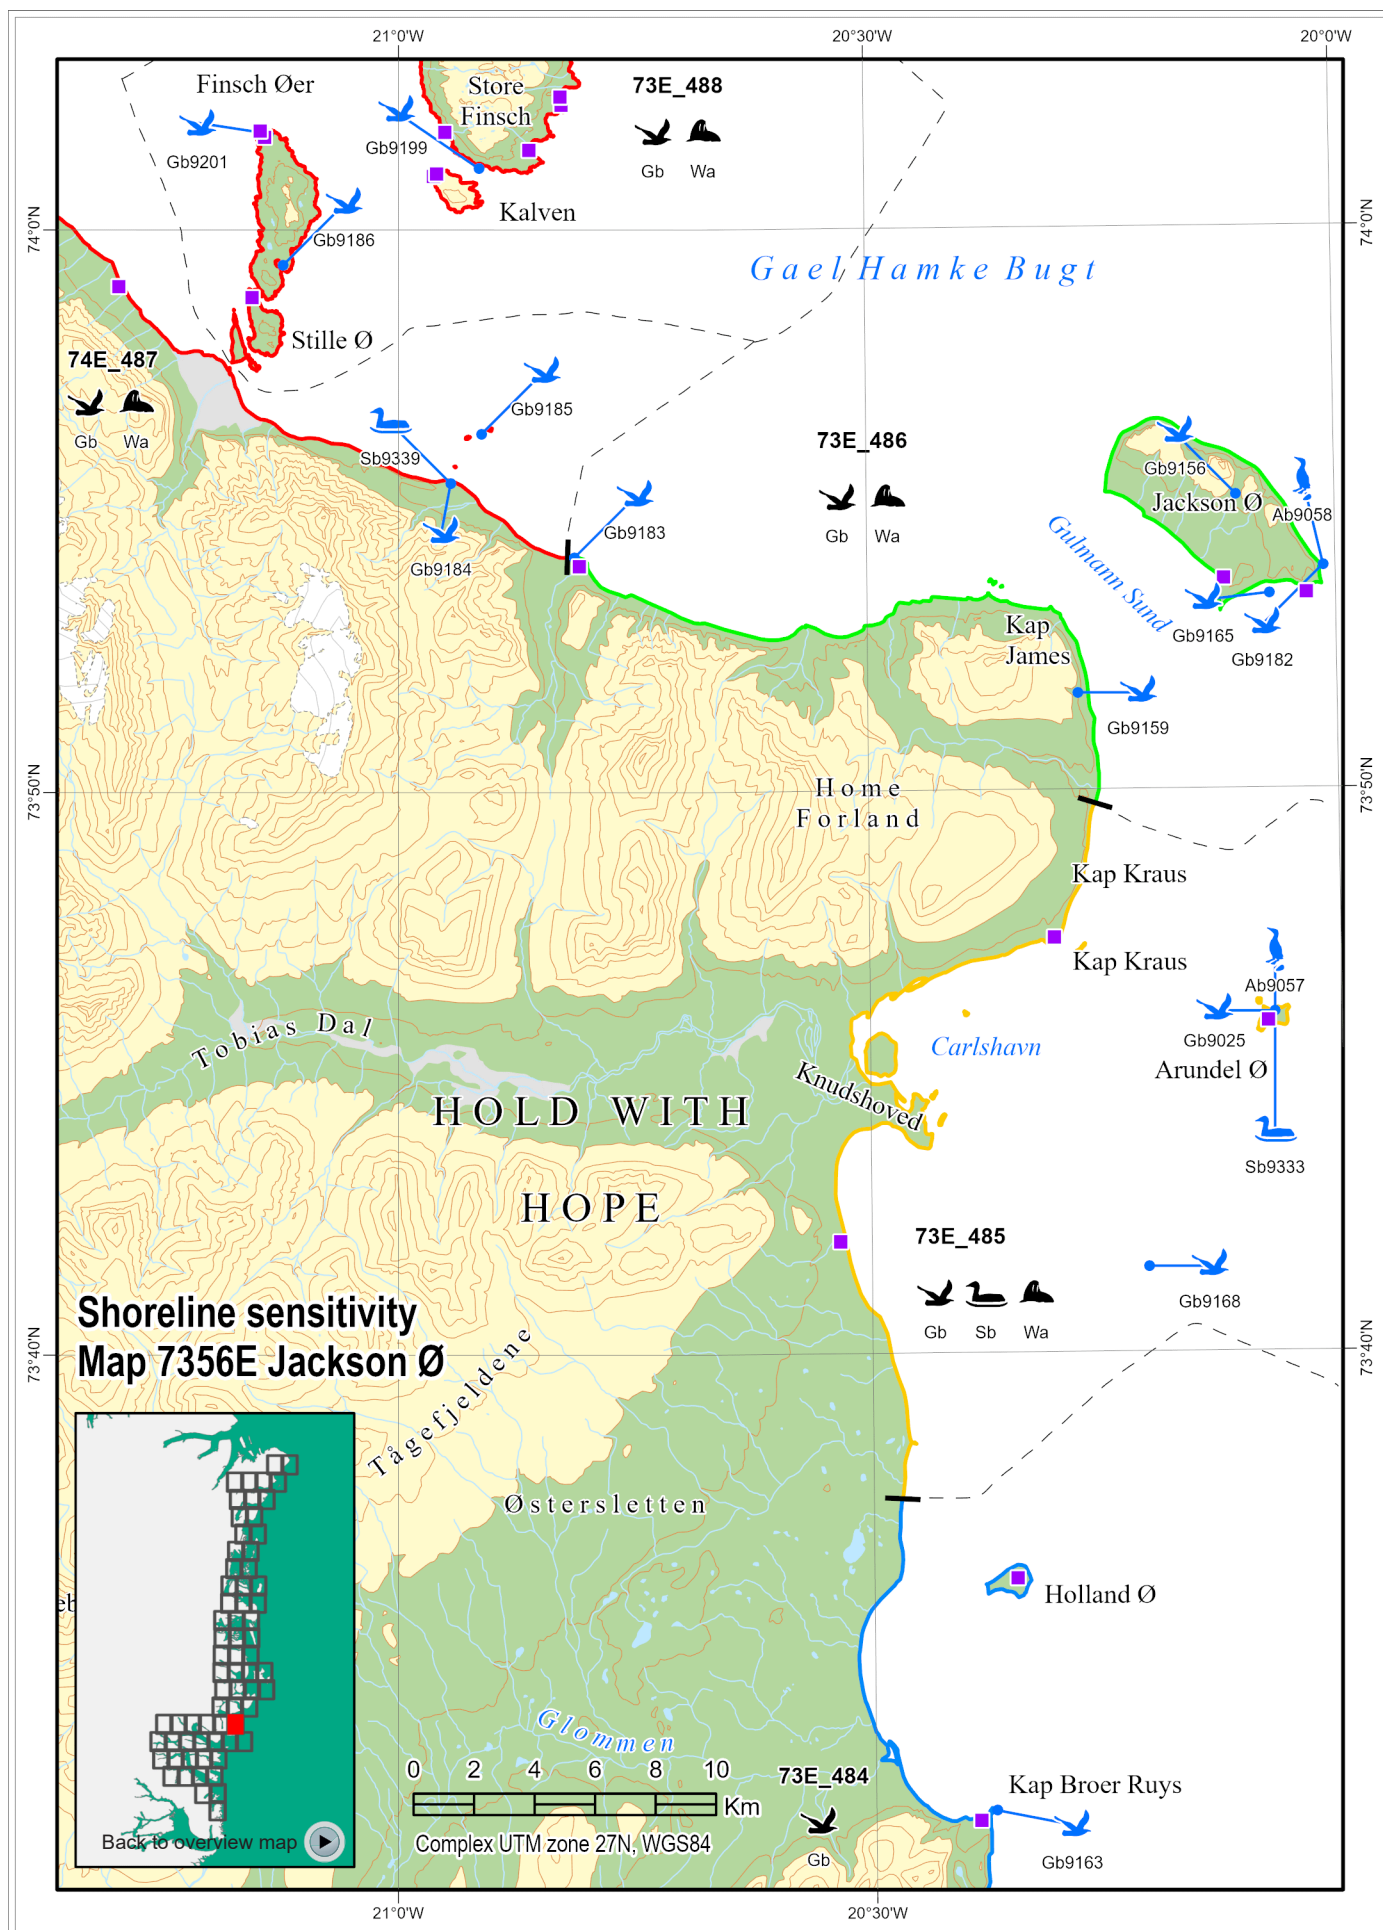 21°0'W
20°30'W
20°0'W
Finsch Øer
Store
Finsch
73E_488
Gb9201
Gb9199
Gb
Wa
Kalven
74°0'N
74°0'N
Gb9186
Gael Hamke Bugt
Stille Ø
74E_487
Gb
Wa
Gb9185
Sb9339
73E_486
Gb9156
Jackson Ø
Ab9058
Gb
Wa
Gb9183
Gb9184
Gulmann Sund
Gb9165
Gb9182
Kap
James
Gb9159
73°50'N
73°50'N
Home
Forland
Kap Kraus
Kap Kraus
Ab9057
Gb9025
Arundel Ø
Tobias Dal
Carlshavn
Knudshoved
HOLD WITH
HOPE
Sb9333
73E_485
Gb
Sb
Wa
Gb9168
Shoreline sensitivity
Map 7356E Jackson Ø
73°40'N
73°40'N
Tågefjeldene
Østersletten
Holland Ø
Glommen
0 2 4 6 8 10
Km
Complex UTM zone 27N, WGS84
73E_484
Gb
Kap Broer Ruys
Gb9163
Back to overview map
21°0'W
20°30'W